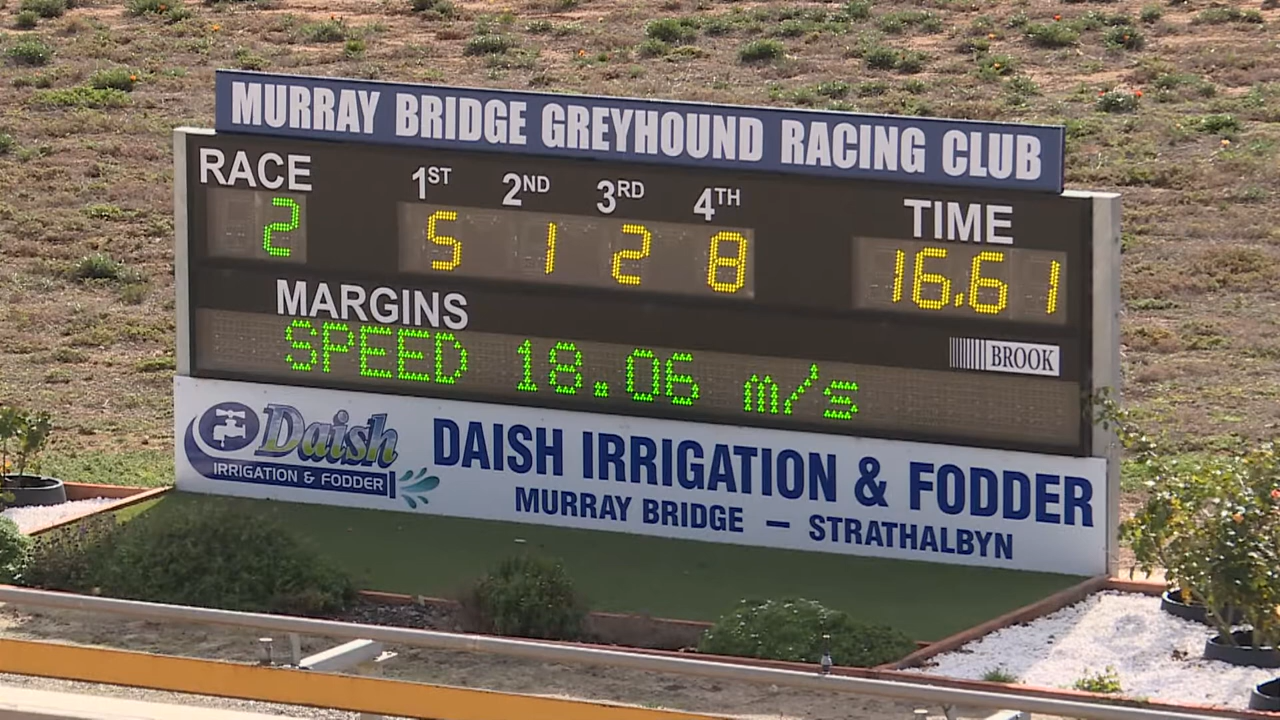 MURRAY BRIDGE GREYHOUND RACING CLUB
RACE 1ST 2ND 3RD 4TH TIME
2 5 1 2 8 16.61
MARGINS
BROOK
SPEED 18.06 m/s
Daish
IRRIGATION & FODDER
DAISH IRRIGATION & FODDER
MURRAY BRIDGE – STRATHALBYN